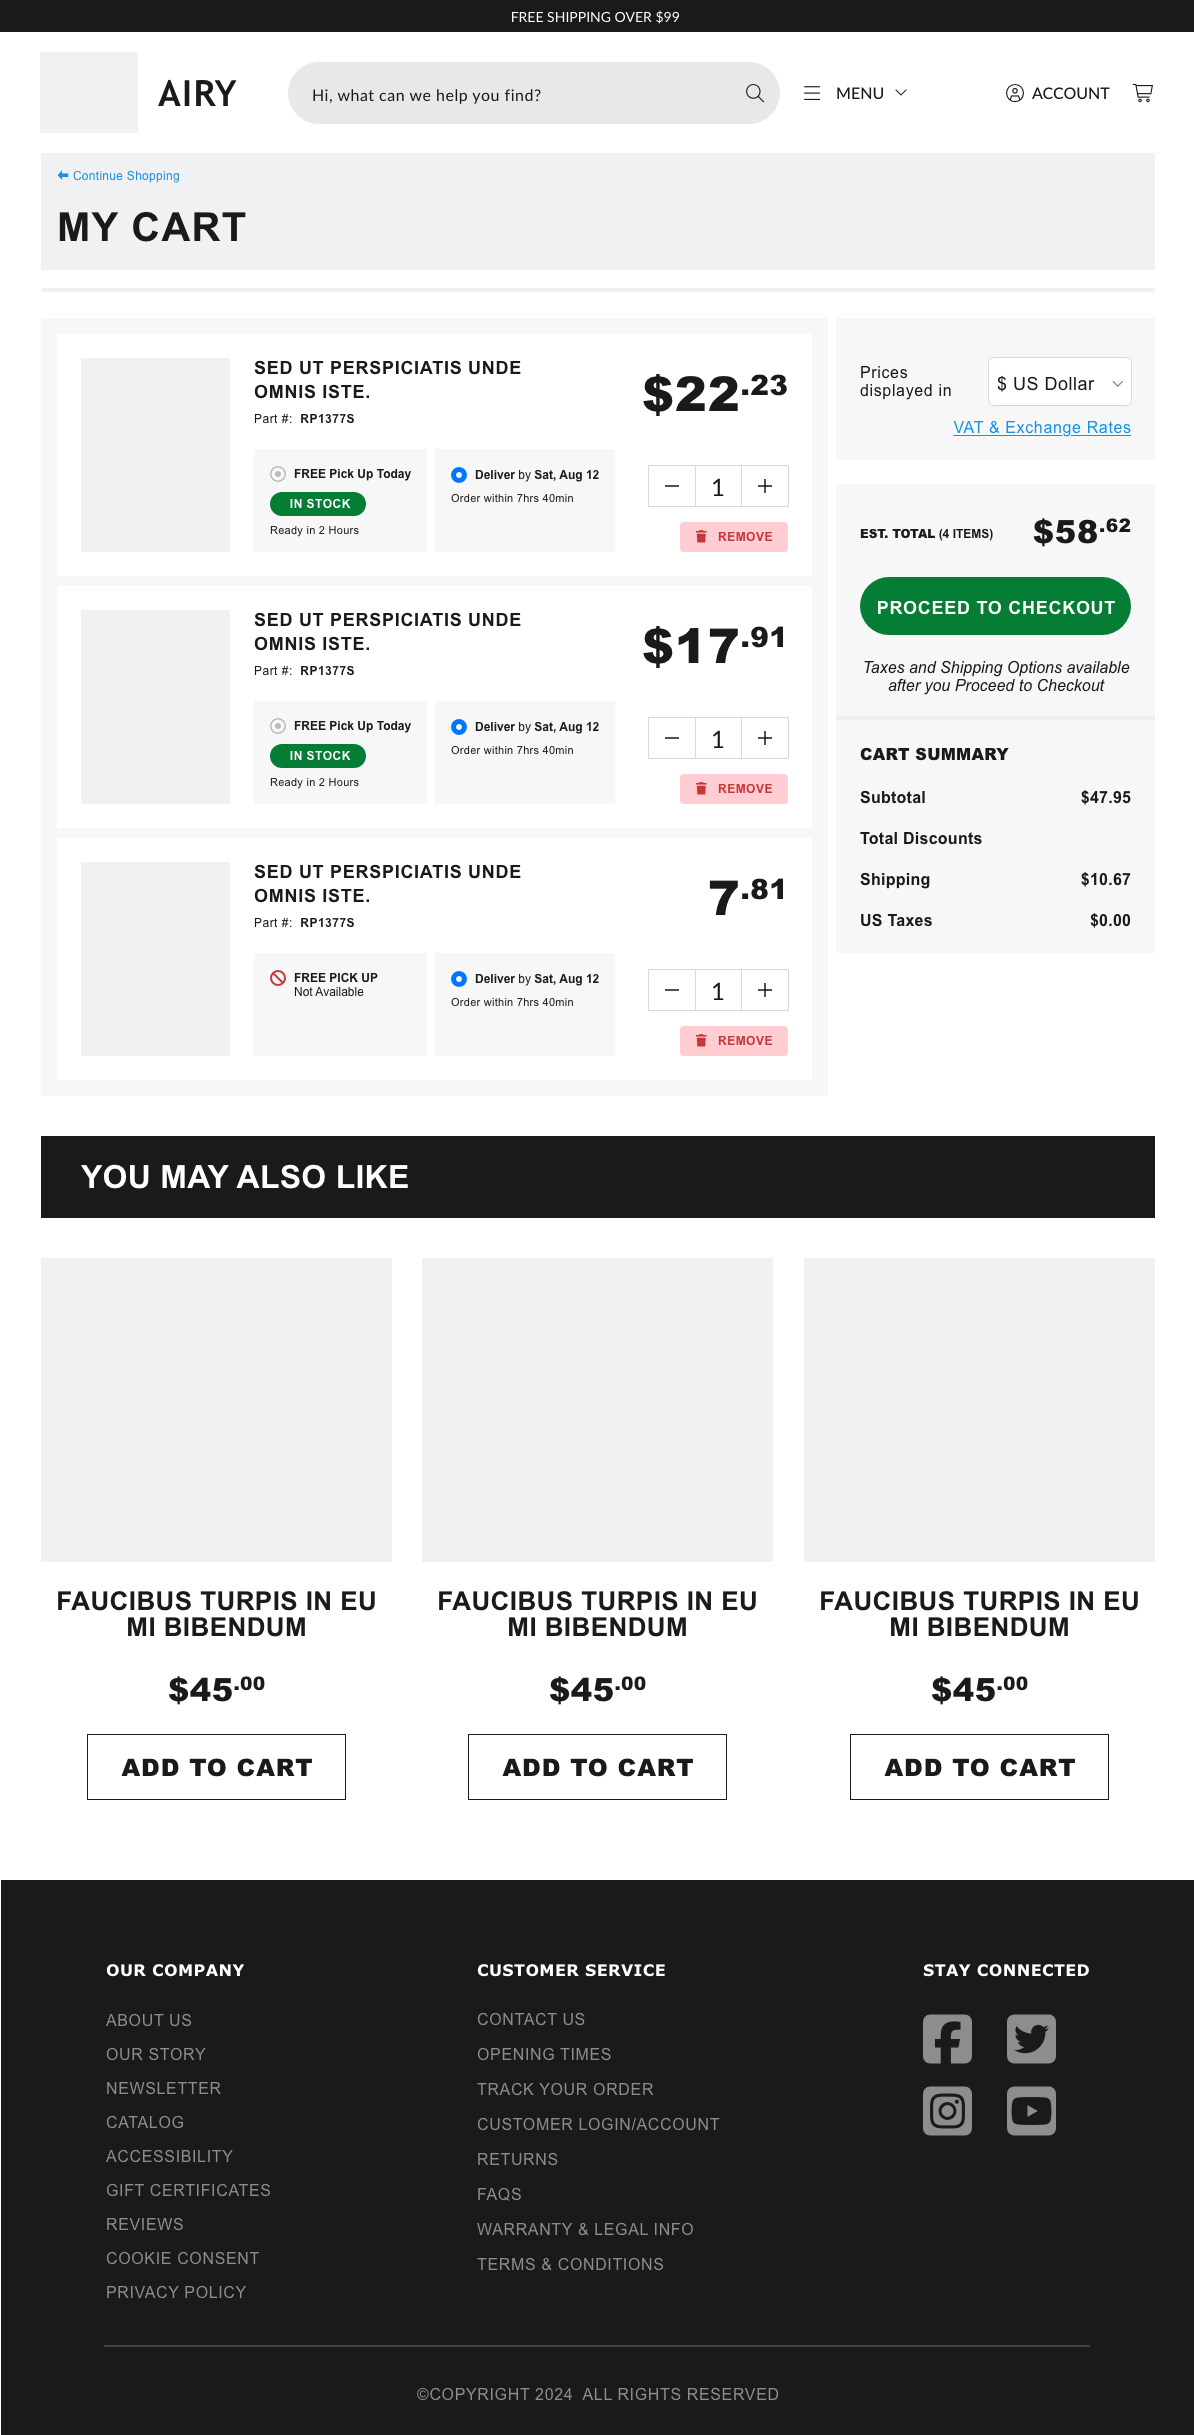 FREE SHIPPING OVER $99
AIRY
Hi, what can we help you find?
MENU
ACCOUNT
Continue Shopping
MY CART
SED UT PERSPICIATIS UNDE
OMNIS ISTE.
Part #: RP1377S
$22.23
FREE Pick Up Today
IN STOCK
Ready in 2 Hours
Deliver by Sat, Aug 12
Order within 7hrs 40min
1
REMOVE
SED UT PERSPICIATIS UNDE
OMNIS ISTE.
Part #: RP1377S
$17.91
FREE Pick Up Today
IN STOCK
Ready in 2 Hours
Deliver by Sat, Aug 12
Order within 7hrs 40min
1
REMOVE
SED UT PERSPICIATIS UNDE
OMNIS ISTE.
Part #: RP1377S
7.81
FREE PICK UP
Not Available
Deliver by Sat, Aug 12
Order within 7hrs 40min
1
REMOVE
Prices
displayed in
$ US Dollar
VAT & Exchange Rates
EST. TOTAL (4 ITEMS) $58.62
PROCEED TO CHECKOUT
Taxes and Shipping Options available
after you Proceed to Checkout
CART SUMMARY
Subtotal $47.95
Total Discounts
Shipping $10.67
US Taxes $0.00
YOU MAY ALSO LIKE
FAUCIBUS TURPIS IN EU
MI BIBENDUM
$45.00
ADD TO CART
FAUCIBUS TURPIS IN EU
MI BIBENDUM
$45.00
ADD TO CART
FAUCIBUS TURPIS IN EU
MI BIBENDUM
$45.00
ADD TO CART
OUR COMPANY
ABOUT US
OUR STORY
NEWSLETTER
CATALOG
ACCESSIBILITY
GIFT CERTIFICATES
REVIEWS
COOKIE CONSENT
PRIVACY POLICY
CUSTOMER SERVICE
CONTACT US
OPENING TIMES
TRACK YOUR ORDER
CUSTOMER LOGIN/ACCOUNT
RETURNS
FAQS
WARRANTY & LEGAL INFO
TERMS & CONDITIONS
STAY CONNECTED
©COPYRIGHT 2024 ALL RIGHTS RESERVED